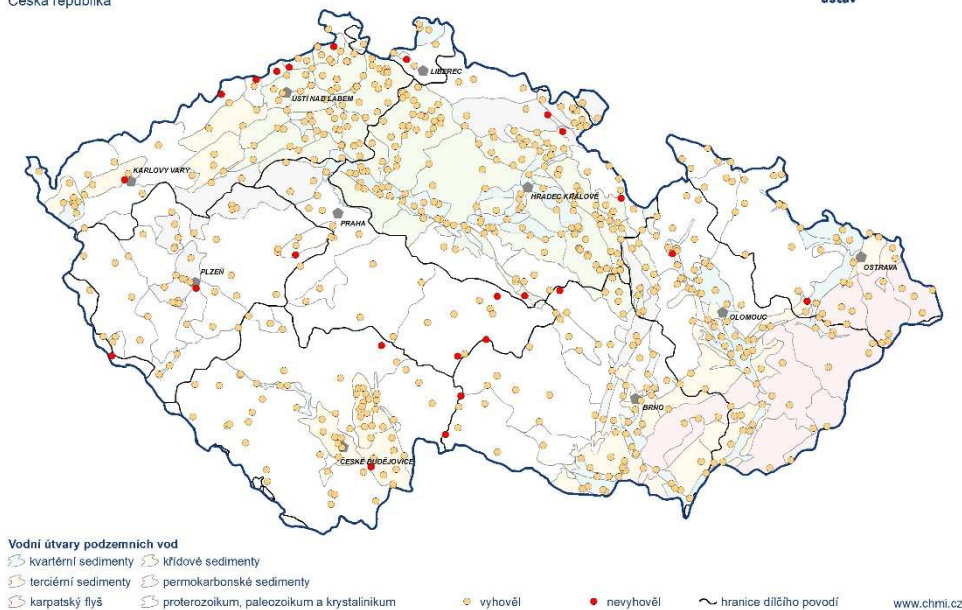 Česká republika
ústav
LIBEREC
ÚSTÍ NAD LABEM
KARLOVY VARY
HRADEC KRÁLOVÉ
PRAHA
PLZEŇ
OSTRAVA
OLOMOUC
BRNO
ČESKÉ BUDĚJOVICE
Vodní útvary podzemních vod
kvartérní sedimenty křídové sedimenty
terciérní sedimenty permokarbonské sedimenty
karpatský flyš proterozoikum, paleozoikum a krystalinikum vyhověl nevyhověl hranice dílčího povodí www.chmi.cz